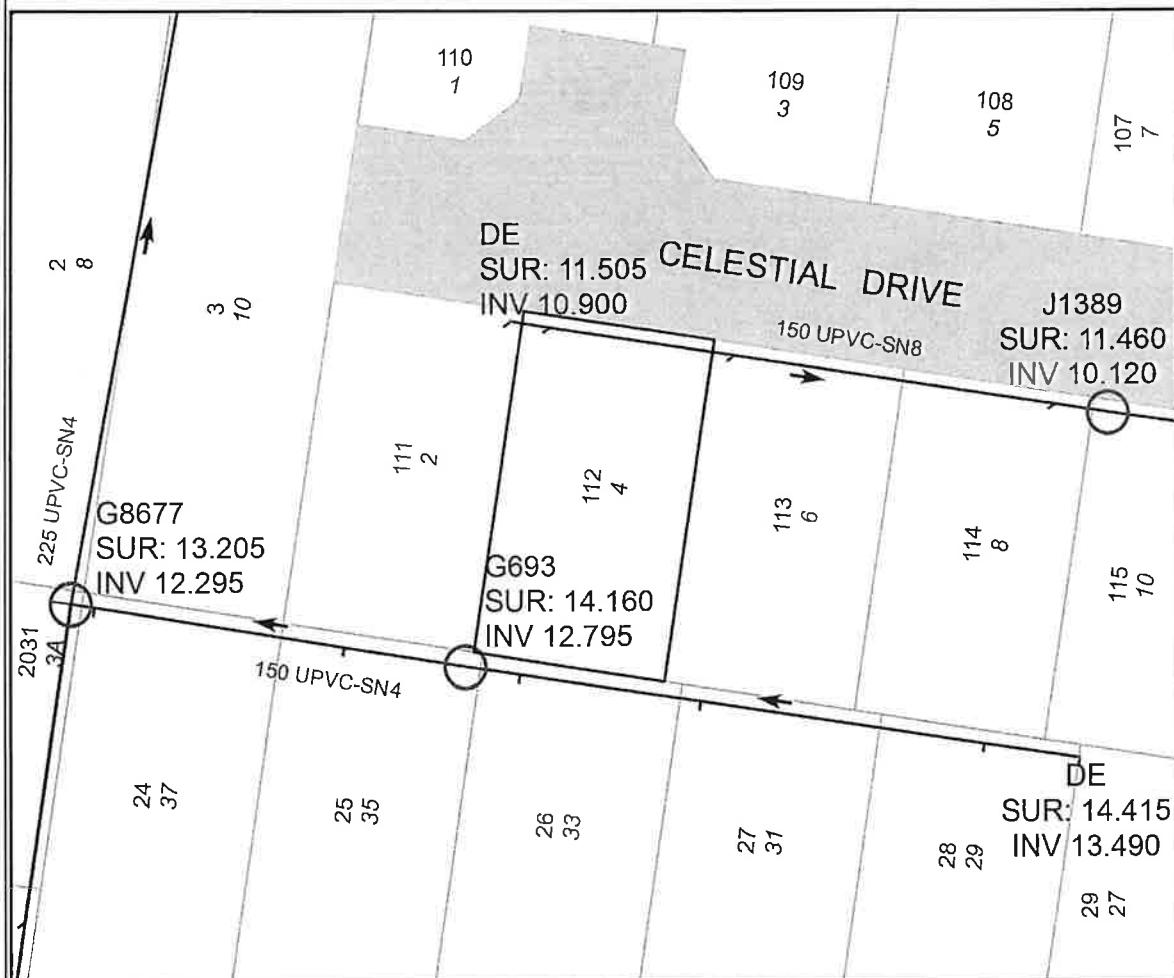 110
1
109
3
108
5
107
7
2
8
3
10
DE
SUR: 11.505
INV 10.900
CELESTIAL DRIVE
150 UPVC-SN8
J1389
SUR: 11.460
INV 10.120
111
2
112
4
113
6
114
8
115
10
225 UPVC-SN4
G8677
SUR: 13.205
INV 12.295
G693
SUR: 14.160
INV 12.795
2031
3A
150 UPVC-SN4
DE
SUR: 14.415
INV 13.490
24
37
25
35
26
33
27
31
28
29
29
27